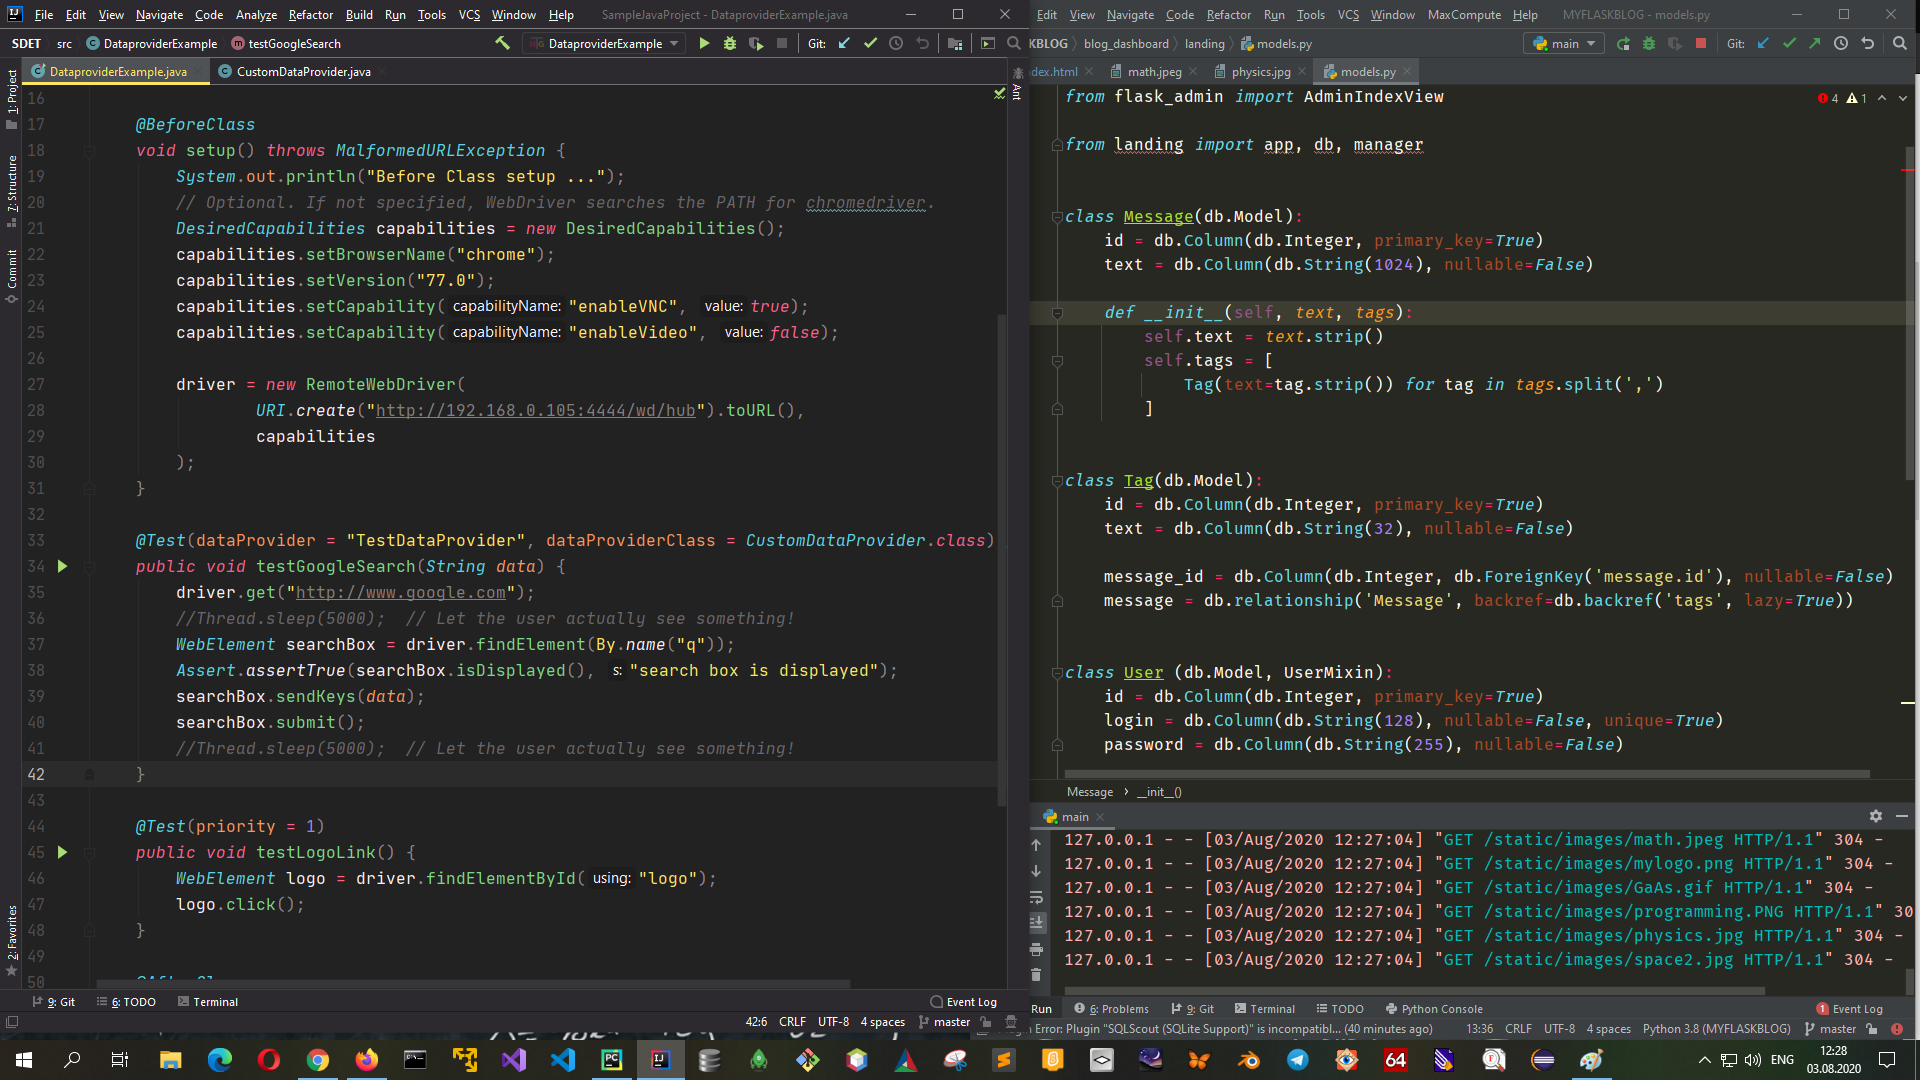 File Edit View Navigate Code Analyze Refactor Build Run Tools VCS Window Help SampleJavaProject - DataproviderExample.java
SDET src DataproviderExample testGoogleSearch DataproviderExample Git:
DataproviderExample.java CustomDataProvider.java
1: Project
7: Structure
Commit
2: Favorites
Ant
16
17 @BeforeClass
18 void setup() throws MalformedURLException {
19 System.out.println("Before Class setup ...");
20 // Optional. If not specified, WebDriver searches the PATH for chromedriver.
21 DesiredCapabilities capabilities = new DesiredCapabilities();
22 capabilities.setBrowserName("chrome");
23 capabilities.setVersion("77.0");
24 capabilities.setCapability( capabilityName: "enableVNC", value: true);
25 capabilities.setCapability( capabilityName: "enableVideo", value: false);
26
27 driver = new RemoteWebDriver(
28 URI.create("http://192.168.0.105:4444/wd/hub").toURL(),
29 capabilities
30 );
31 }
32
33 @Test(dataProvider = "TestDataProvider", dataProviderClass = CustomDataProvider.class)
34 public void testGoogleSearch(String data) {
35 driver.get("http://www.google.com");
36 //Thread.sleep(5000);  // Let the user actually see something!
37 WebElement searchBox = driver.findElement(By.name("q"));
38 Assert.assertTrue(searchBox.isDisplayed(), s: "search box is displayed");
39 searchBox.sendKeys(data);
40 searchBox.submit();
41 //Thread.sleep(5000);  // Let the user actually see something!
42 }
43
44 @Test(priority = 1)
45 public void testLogoLink() {
46 WebElement logo = driver.findElementById( using: "logo");
47 logo.click();
48 }
49
50
9: Git 6: TODO Terminal Event Log
42:6 CRLF UTF-8 4 spaces master
Edit View Navigate Code Refactor Run Tools VCS Window MaxCompute Help MYFLASKBLOG - models.py
KBLOG blog_dashboard landing models.py main Git:
dex.html math.jpeg physics.jpg models.py
4 1
from flask_admin import AdminIndexView
from landing import app, db, manager
class Message(db.Model):
id = db.Column(db.Integer, primary_key=True)
text = db.Column(db.String(1024), nullable=False)
def __init__(self, text, tags):
self.text = text.strip()
self.tags = [
Tag(text=tag.strip()) for tag in tags.split(',')
]
class Tag(db.Model):
id = db.Column(db.Integer, primary_key=True)
text = db.Column(db.String(32), nullable=False)
message_id = db.Column(db.Integer, db.ForeignKey('message.id'), nullable=False)
message = db.relationship('Message', backref=db.backref('tags', lazy=True))
class User (db.Model, UserMixin):
id = db.Column(db.Integer, primary_key=True)
login = db.Column(db.String(128), nullable=False, unique=True)
password = db.Column(db.String(255), nullable=False)
Message __init__()
main
127.0.0.1 - - [03/Aug/2020 12:27:04] "GET /static/images/math.jpeg HTTP/1.1" 304 -
127.0.0.1 - - [03/Aug/2020 12:27:04] "GET /static/images/mylogo.png HTTP/1.1" 304 -
127.0.0.1 - - [03/Aug/2020 12:27:04] "GET /static/images/GaAs.gif HTTP/1.1" 304 -
127.0.0.1 - - [03/Aug/2020 12:27:04] "GET /static/images/programming.PNG HTTP/1.1" 30
127.0.0.1 - - [03/Aug/2020 12:27:04] "GET /static/images/physics.jpg HTTP/1.1" 304 -
127.0.0.1 - - [03/Aug/2020 12:27:04] "GET /static/images/space2.jpg HTTP/1.1" 304 -
Run 6: Problems 9: Git Terminal TODO Python Console 1 Event Log
Error: Plugin "SQLScout (SQLite Support)" is incompatibl... (40 minutes ago) 13:36 CRLF UTF-8 4 spaces Python 3.8 (MYFLASKBLOG) master
64 ENG 12:28
03.08.2020